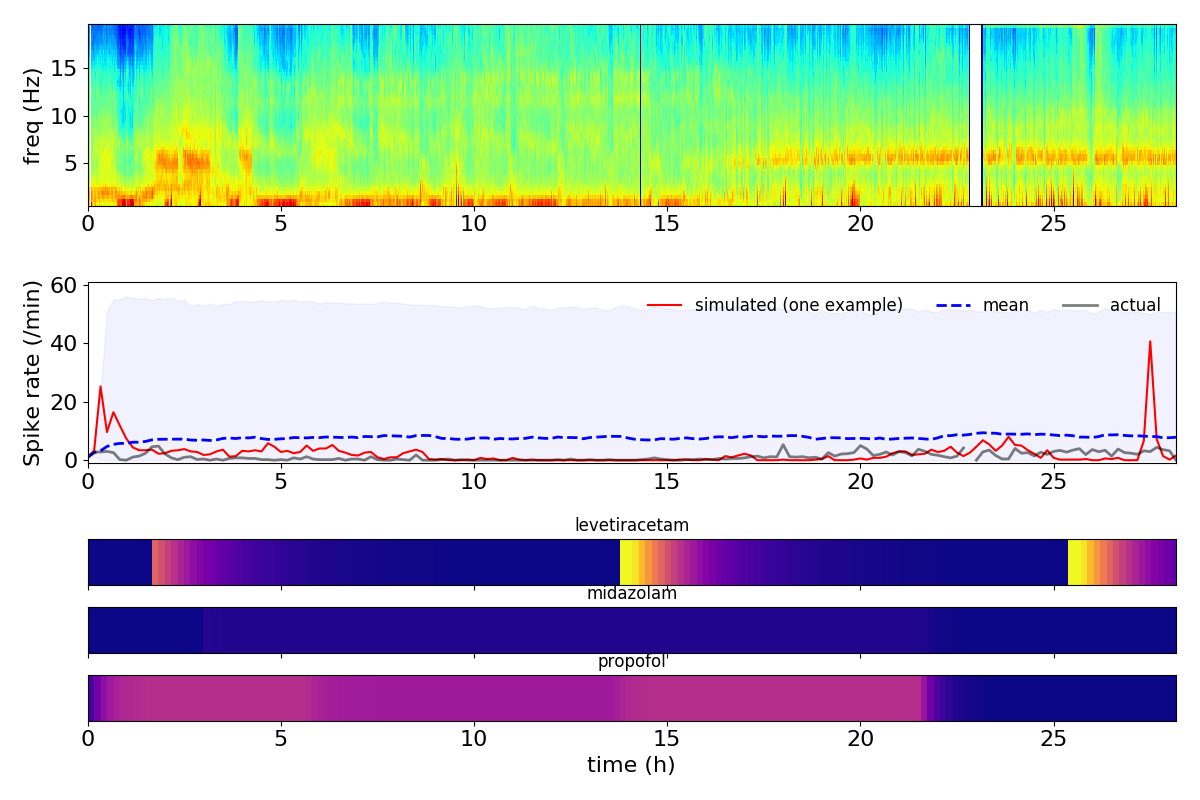 freq (Hz)
15
10
5
0 5 10 15 20 25
Spike rate (/min)
60
40
20
0
simulated (one example) mean actual
0 5 10 15 20 25
levetiracetam
midazolam
propofol
0 5 10 15 20 25
time (h)